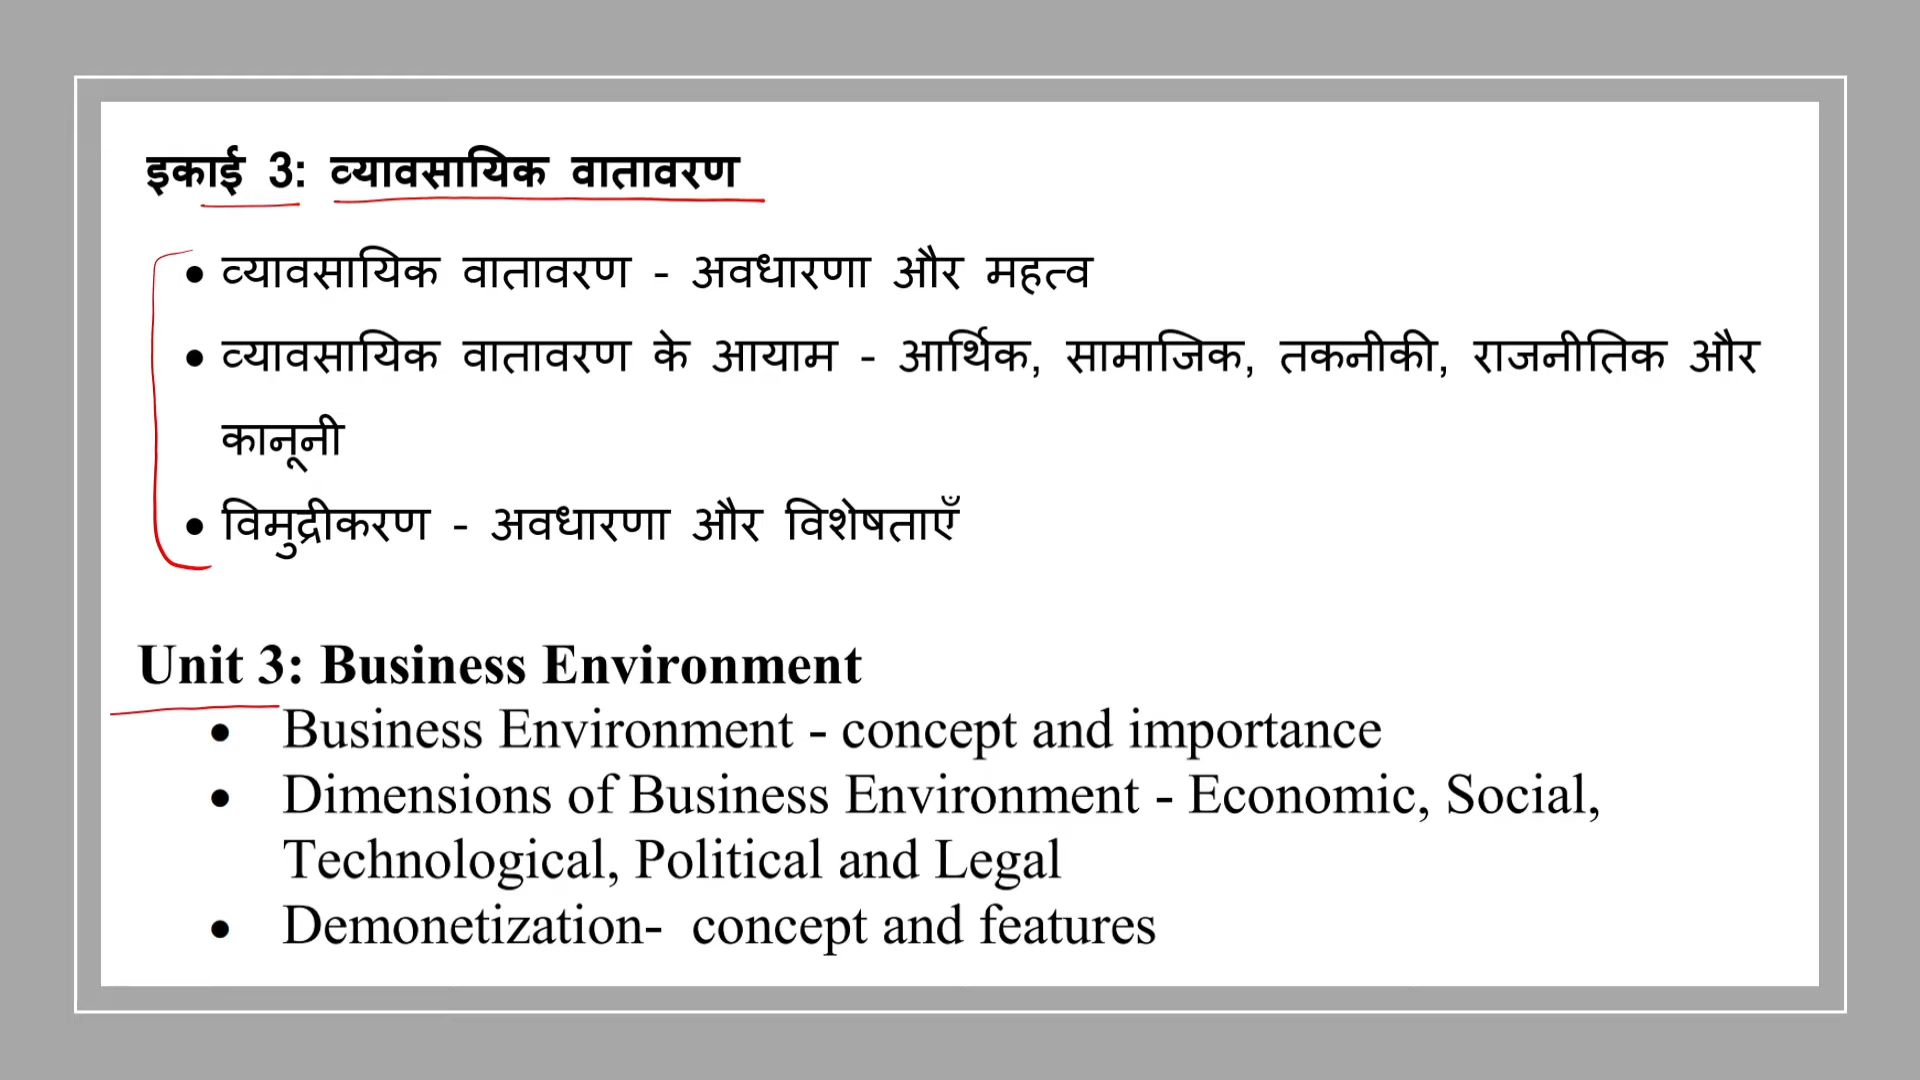 इकाई 3: व्यावसायिक वातावरण
• व्यावसायिक वातावरण - अवधारणा और महत्व
• व्यावसायिक वातावरण के आयाम - आर्थिक, सामाजिक, तकनीकी, राजनीतिक और
कानूनी
• विमुद्रीकरण - अवधारणा और विशेषताएँ
Unit 3: Business Environment
• Business Environment - concept and importance
• Dimensions of Business Environment - Economic, Social,
Technological, Political and Legal
• Demonetization- concept and features